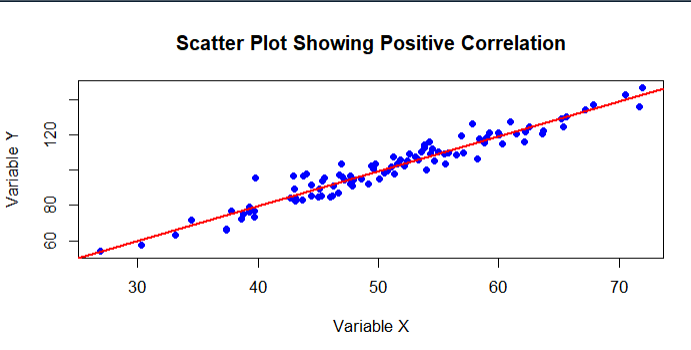 Scatter Plot Showing Positive Correlation
Variable Y
120
80
60
30 40 50 60 70
Variable X